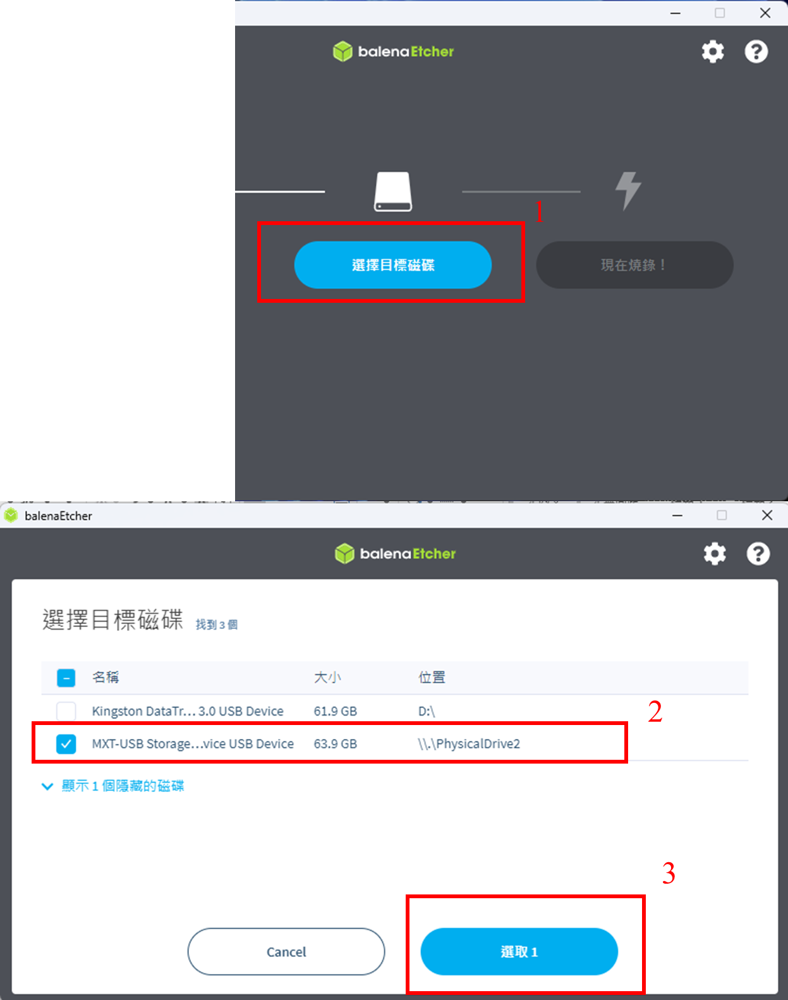 balenaEtcher
1
選擇目標磁碟
現在燒錄！
balenaEtcher
balenaEtcher
選擇目標磁碟 找到 3 個
名稱 大小 位置
Kingston DataTr... 3.0 USB Device 61.9 GB D:\
2
MXT-USB Storage...vice USB Device 63.9 GB \\.\PhysicalDrive2
顯示 1 個隱藏的磁碟
3
Cancel 選取 1